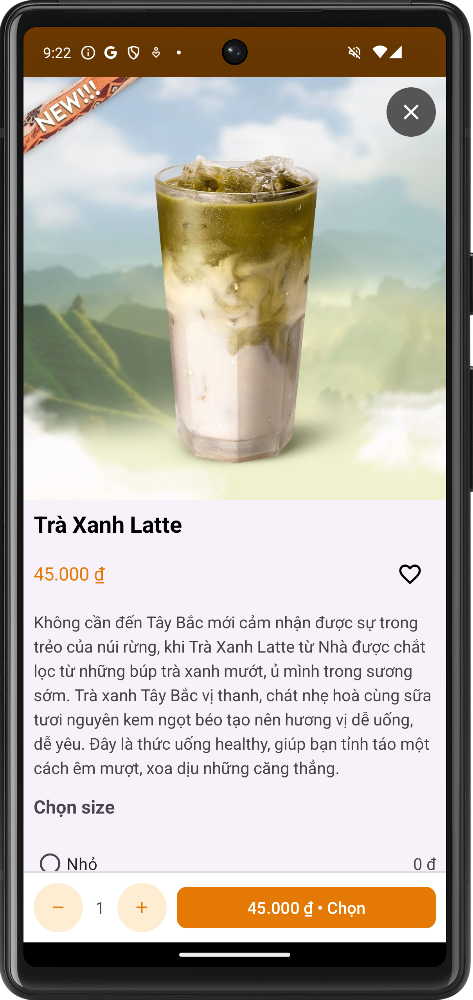 9:22
NEW!!!
Trà Xanh Latte
45.000 ₫
Không cần đến Tây Bắc mới cảm nhận được sự trong
trẻo của núi rừng, khi Trà Xanh Latte từ Nhà được chắt
lọc từ những búp trà xanh mướt, ủ mình trong sương
sớm. Trà xanh Tây Bắc vị thanh, chát nhẹ hoà cùng sữa
tươi nguyên kem ngọt béo tạo nên hương vị dễ uống,
dễ yêu. Đây là thức uống healthy, giúp bạn tỉnh táo một
cách êm mượt, xoa dịu những căng thẳng.
Chọn size
Nhỏ 0 đ
− 1 + 45.000 ₫ • Chọn